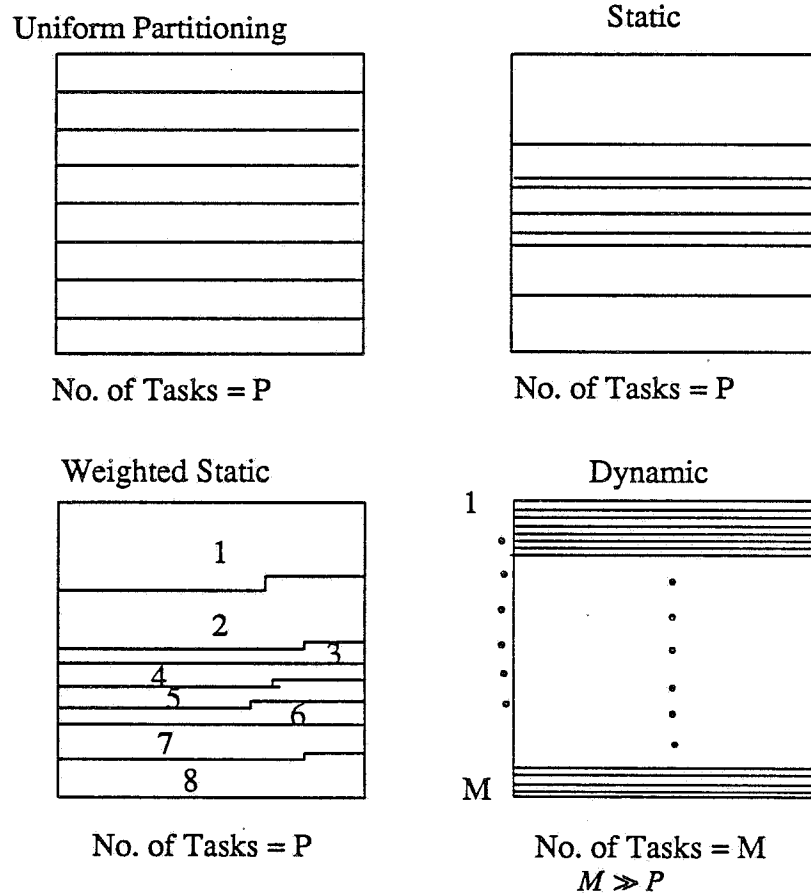 Uniform Partitioning
Static
No. of Tasks = P
No. of Tasks = P
Weighted Static
Dynamic
1
2
3
4
5
6
7
8
1
M
No. of Tasks = P
No. of Tasks = M
M ≫ P